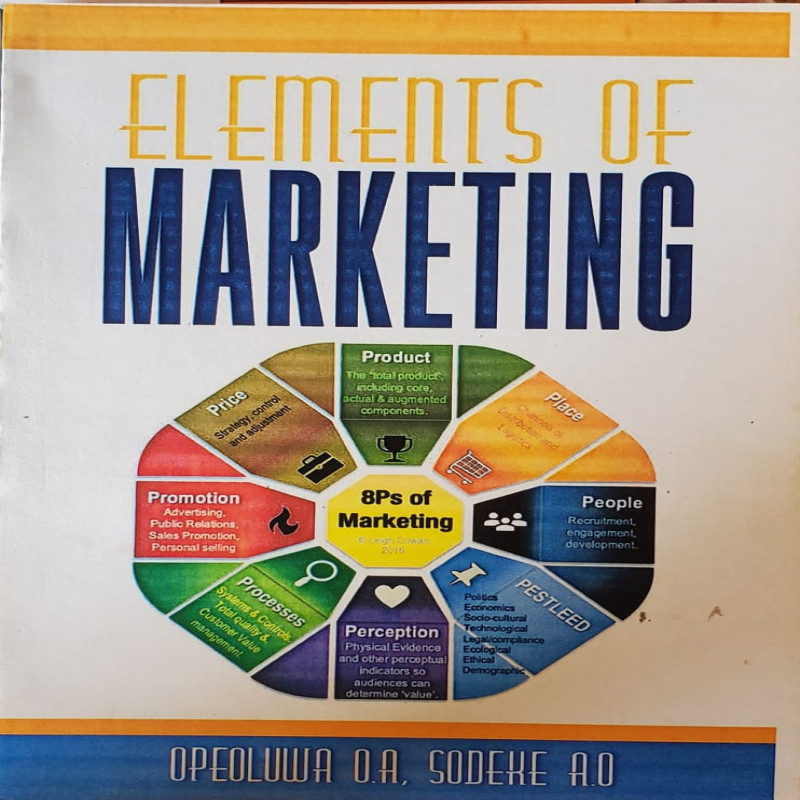 ELEMENTS OF
MARKETING
Product
The "total product",
including core,
actual & augmented
components.
Price
Strategy, control
and adjustment.
Place
Channels of
Distribution and
Logistics
Promotion
Advertising,
Public Relations,
Sales Promotion,
Personal selling
8Ps of
Marketing
© Leigh Cowan
2019
People
Recruitment,
engagement,
development.
Processes
Systems & Controls,
Total quality &
Customer Value
management.
Perception
Physical Evidence
and other perceptual
indicators so
audiences can
determine 'value'.
PESTLEED
Politics
Economics
Socio-cultural
Technological
Legal/compliance
Ecological
Ethical
Demographic
OPEOLUWA O.A, SODEKE A.O